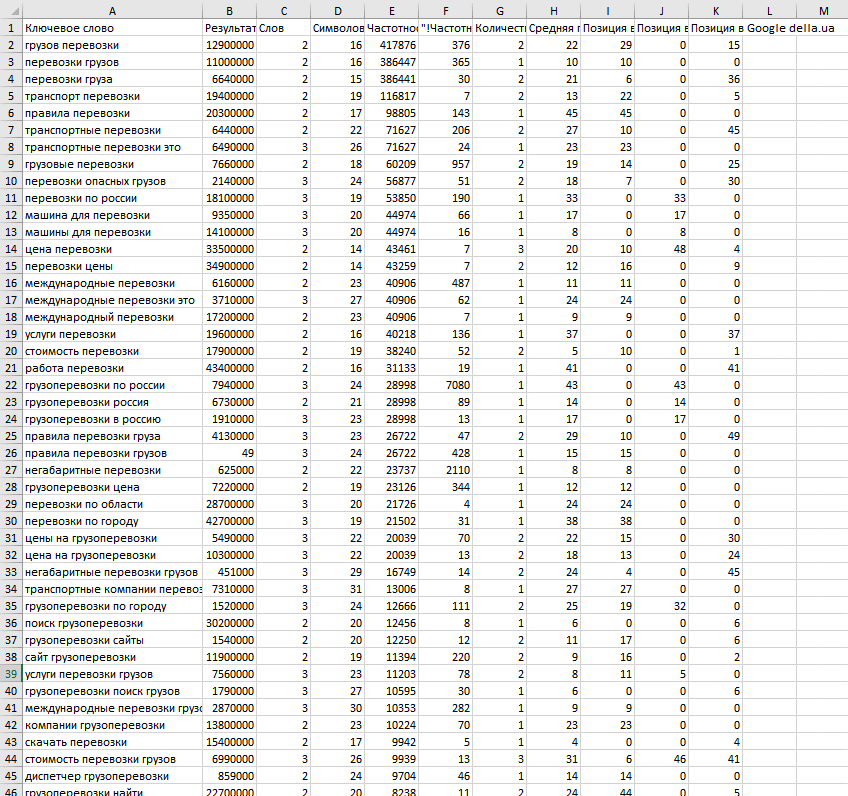 A B C D E F G H I J K L M
1 Ключевое слово Результат Слов Символов Частотнос "!Частотн Количеств Средняя п Позиция в Позиция в Позиция в Google della.ua
2 грузов перевозки 12900000 2 16 417876 376 2 22 29 0 15
3 перевозки грузов 11000000 2 16 386447 365 1 10 10 0 0
4 перевозки груза 6640000 2 15 386441 30 2 21 6 0 36
5 транспорт перевозки 19400000 2 19 116817 7 2 13 22 0 5
6 правила перевозки 20300000 2 17 98805 143 1 45 45 0 0
7 транспортные перевозки 6440000 2 22 71627 206 2 27 10 0 45
8 транспортные перевозки это 6490000 3 26 71627 24 1 23 23 0 0
9 грузовые перевозки 7660000 2 18 60209 957 2 19 14 0 25
10 перевозки опасных грузов 2140000 3 24 56877 51 2 18 7 0 30
11 перевозки по россии 18100000 3 19 53850 190 1 33 0 33 0
12 машина для перевозки 9350000 3 20 44974 66 1 17 0 17 0
13 машины для перевозки 14100000 3 20 44974 16 1 8 0 8 0
14 цена перевозки 33500000 2 14 43461 7 3 20 10 48 4
15 перевозки цены 34900000 2 14 43259 7 2 12 16 0 9
16 международные перевозки 6160000 2 23 40906 487 1 11 11 0 0
17 международные перевозки это 3710000 3 27 40906 62 1 24 24 0 0
18 международный перевозки 17200000 2 23 40906 7 1 9 9 0 0
19 услуги перевозки 19600000 2 16 40218 136 1 37 0 0 37
20 стоимость перевозки 17900000 2 19 38240 52 2 5 10 0 1
21 работа перевозки 43400000 2 16 31133 19 1 41 0 0 41
22 грузоперевозки по россии 7940000 3 24 28998 7080 1 43 0 43 0
23 грузоперевозки россия 6730000 2 21 28998 89 1 14 0 14 0
24 грузоперевозки в россию 1910000 3 23 28998 13 1 17 0 17 0
25 правила перевозки груза 4130000 3 23 26722 47 2 29 10 0 49
26 правила перевозки грузов 49 3 24 26722 428 1 15 15 0 0
27 негабаритные перевозки 625000 2 22 23737 2110 1 8 8 0 0
28 грузоперевозки цена 7220000 2 19 23126 344 1 12 12 0 0
29 перевозки по области 28700000 3 20 21726 4 1 24 24 0 0
30 перевозки по городу 42700000 3 19 21502 31 1 38 38 0 0
31 цены на грузоперевозки 5490000 3 22 20039 70 2 22 15 0 30
32 цена на грузоперевозки 10300000 3 22 20039 13 2 18 13 0 24
33 негабаритные перевозки грузов 451000 3 29 16749 14 2 24 4 0 45
34 транспортные компании перевоз 7310000 3 31 13006 8 1 27 27 0 0
35 грузоперевозки по городу 1520000 3 24 12666 111 2 25 19 32 0
36 поиск грузоперевозки 30200000 2 20 12456 8 1 6 0 0 6
37 грузоперевозки сайты 1540000 2 20 12250 12 2 11 17 0 6
38 сайт грузоперевозки 11900000 2 19 11394 220 2 9 16 0 2
39 услуги перевозки грузов 7560000 3 23 11203 78 2 8 11 5 0
40 грузоперевозки поиск грузов 1790000 3 27 10595 30 1 6 0 0 6
41 международные перевозки грузо 2870000 3 30 10353 282 1 9 9 0 0
42 компании грузоперевозки 13800000 2 23 10224 70 1 23 23 0 0
43 скачать перевозки 15400000 2 17 9942 5 1 4 0 0 4
44 стоимость перевозки грузов 6990000 3 26 9939 13 3 31 6 46 41
45 диспетчер грузоперевозки 859000 2 24 9704 46 1 14 14 0 0
46 грузоперевозки найти 22700000 2 20 8238 11 2 24 44 0 5